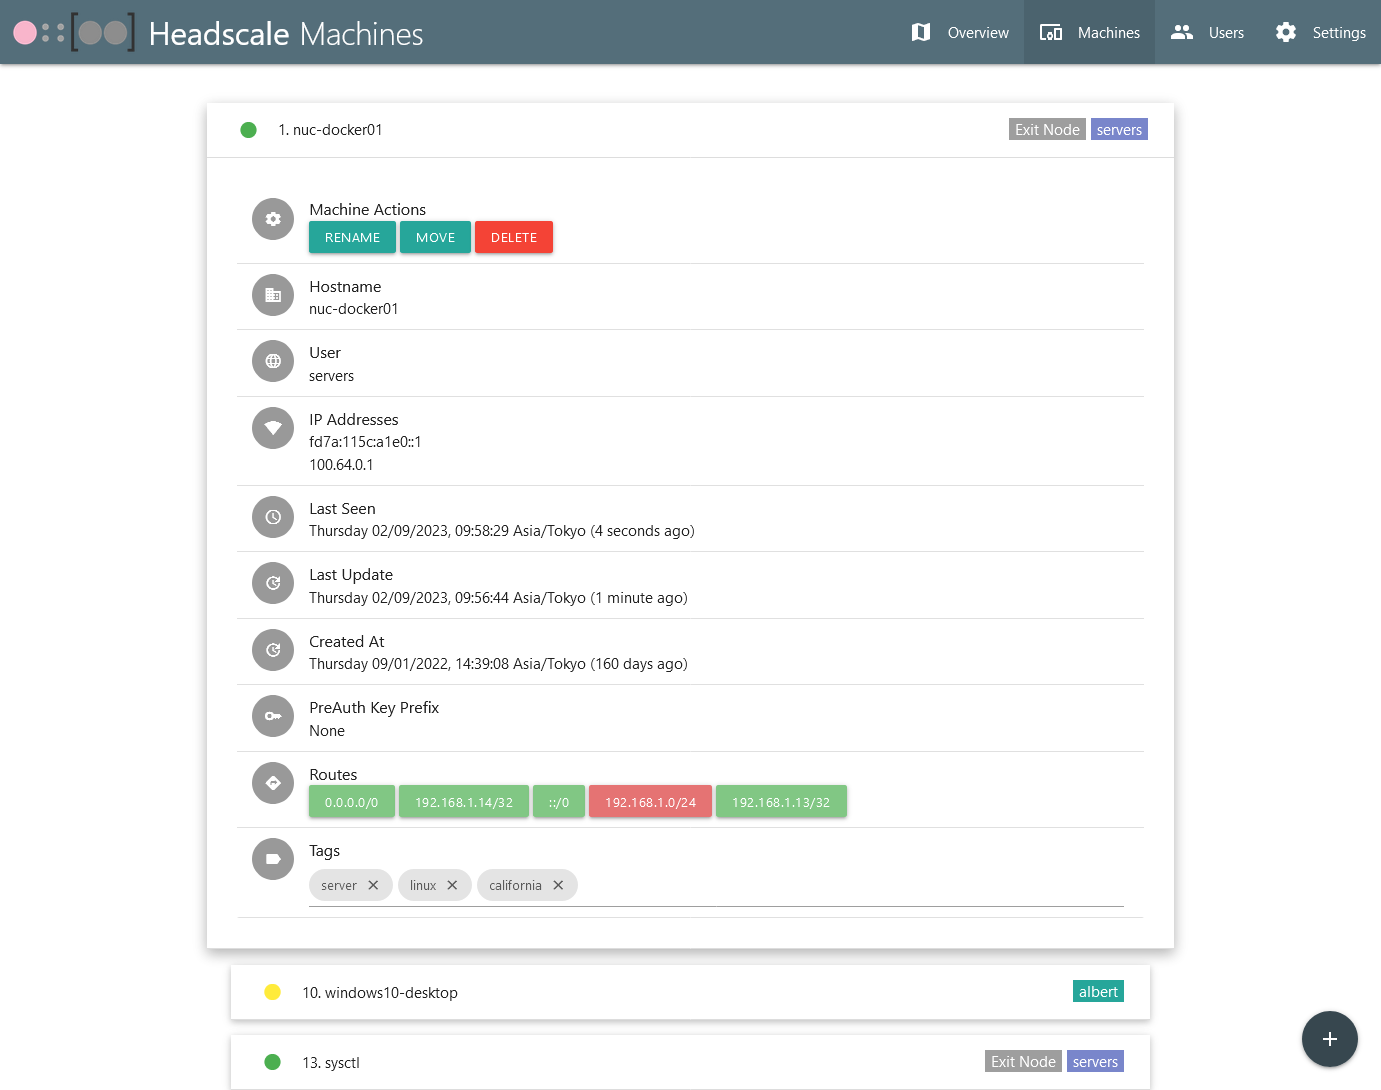 Headscale Machines
Overview
Machines
Users
Settings
1. nuc-docker01
Exit Node
servers
Machine Actions
RENAME
MOVE
DELETE
Hostname
nuc-docker01
User
servers
IP Addresses
fd7a:115c:a1e0::1
100.64.0.1
Last Seen
Thursday 02/09/2023, 09:58:29 Asia/Tokyo (4 seconds ago)
Last Update
Thursday 02/09/2023, 09:56:44 Asia/Tokyo (1 minute ago)
Created At
Thursday 09/01/2022, 14:39:08 Asia/Tokyo (160 days ago)
PreAuth Key Prefix
None
Routes
0.0.0.0/0
192.168.1.14/32
::/0
192.168.1.0/24
192.168.1.13/32
Tags
server
linux
california
10. windows10-desktop
albert
13. sysctl
Exit Node
servers